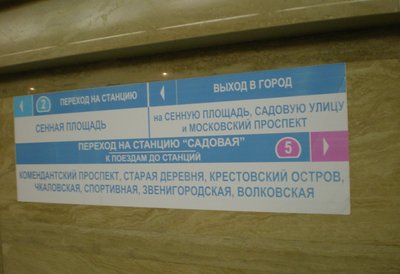 2 ПЕРЕХОД НА СТАНЦИЮ
СЕННАЯ ПЛОЩАДЬ
ВЫХОД В ГОРОД
на СЕННУЮ ПЛОЩАДЬ, САДОВУЮ УЛИЦУ
и МОСКОВСКИЙ ПРОСПЕКТ
ПЕРЕХОД НА СТАНЦИЮ "САДОВАЯ"
К ПОЕЗДАМ ДО СТАНЦИЙ
5
КОМЕНДАНТСКИЙ ПРОСПЕКТ, СТАРАЯ ДЕРЕВНЯ, КРЕСТОВСКИЙ ОСТРОВ,
ЧКАЛОВСКАЯ, СПОРТИВНАЯ, ЗВЕНИГОРОДСКАЯ, ВОЛКОВСКАЯ